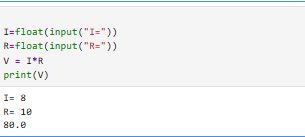 I=float(input("I="))
R=float(input("R="))
V = I*R
print(V)
I= 8
R= 10
80.0